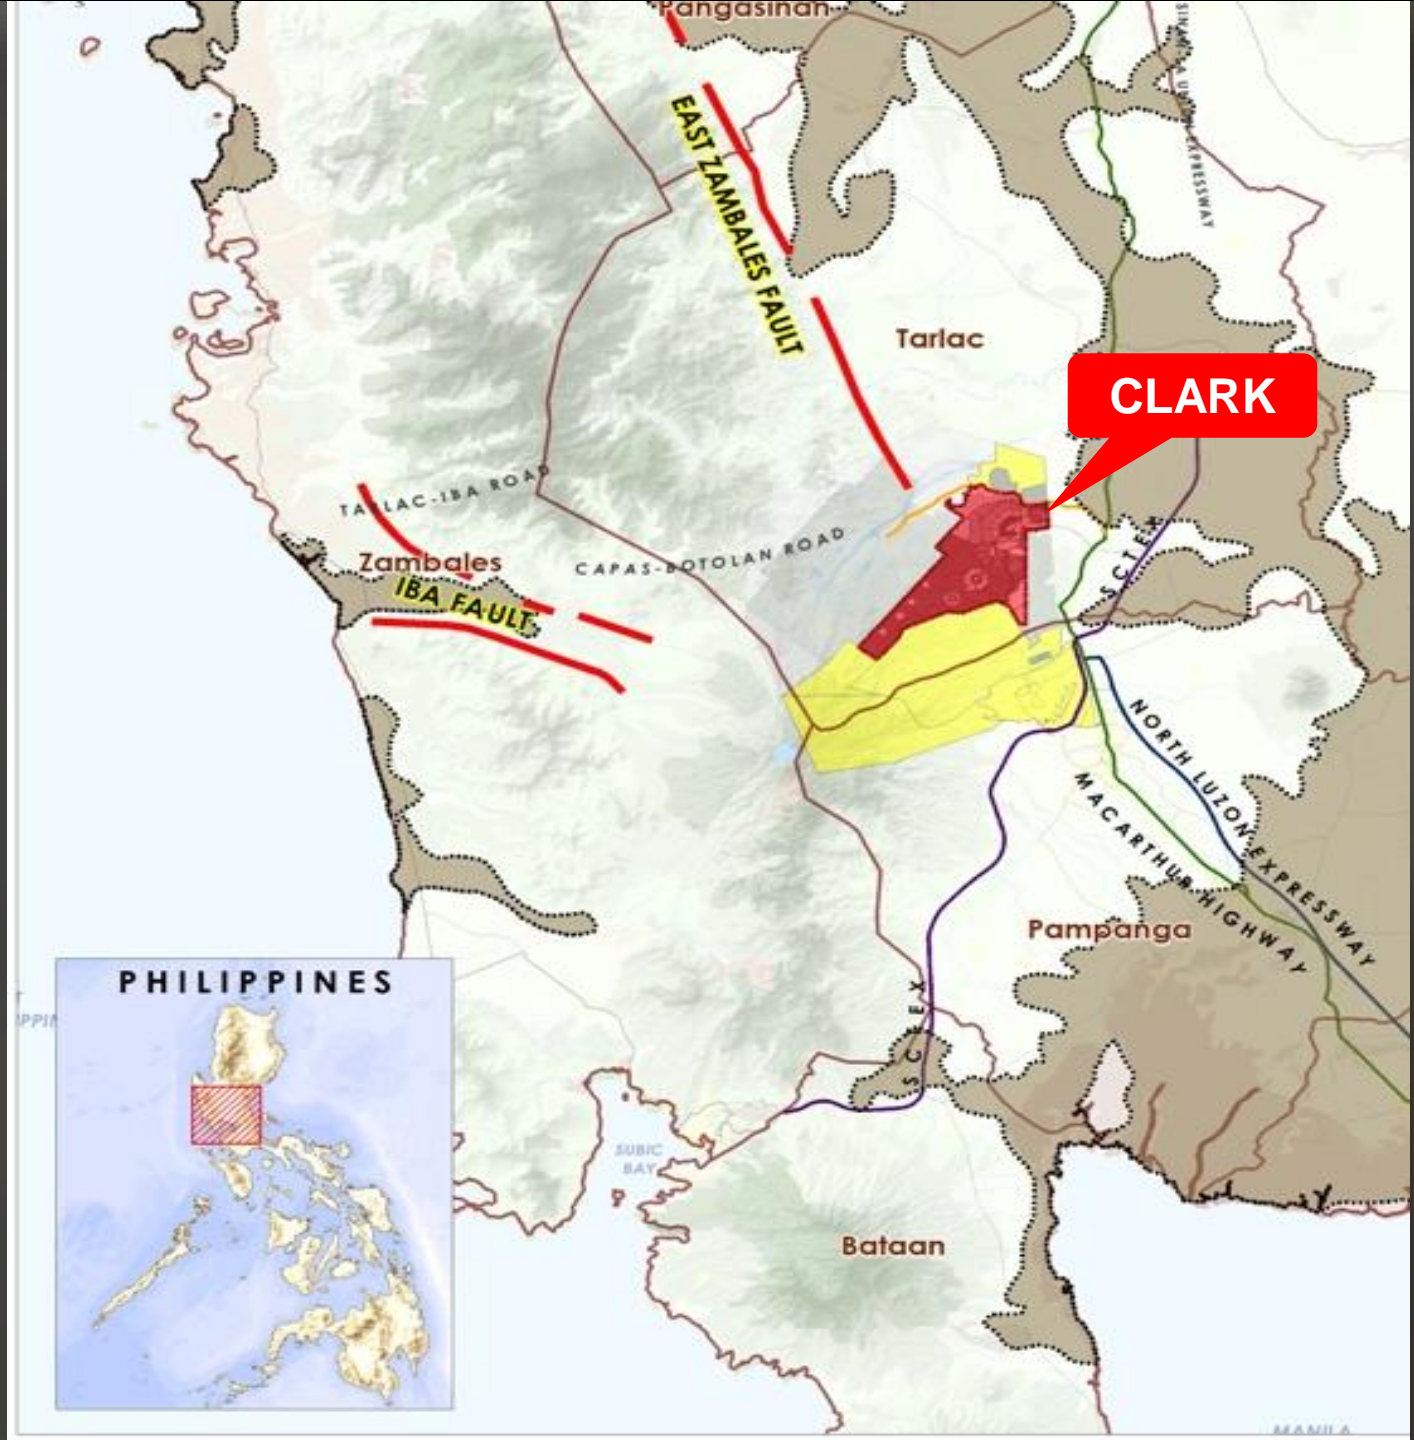 Pangasinan
EAST ZAMBALES FAULT
Tarlac
CLARK
TARLAC-IBA ROAD
CAPAS-BOTOLAN ROAD
Zambales
IBA FAULT
SCTEX
NORTH LUZON EXPRESSWAY
MACARTHUR HIGHWAY
Pampanga
SCTEX
PHILIPPINES
SUBIC
BAY
Bataan
MANILA